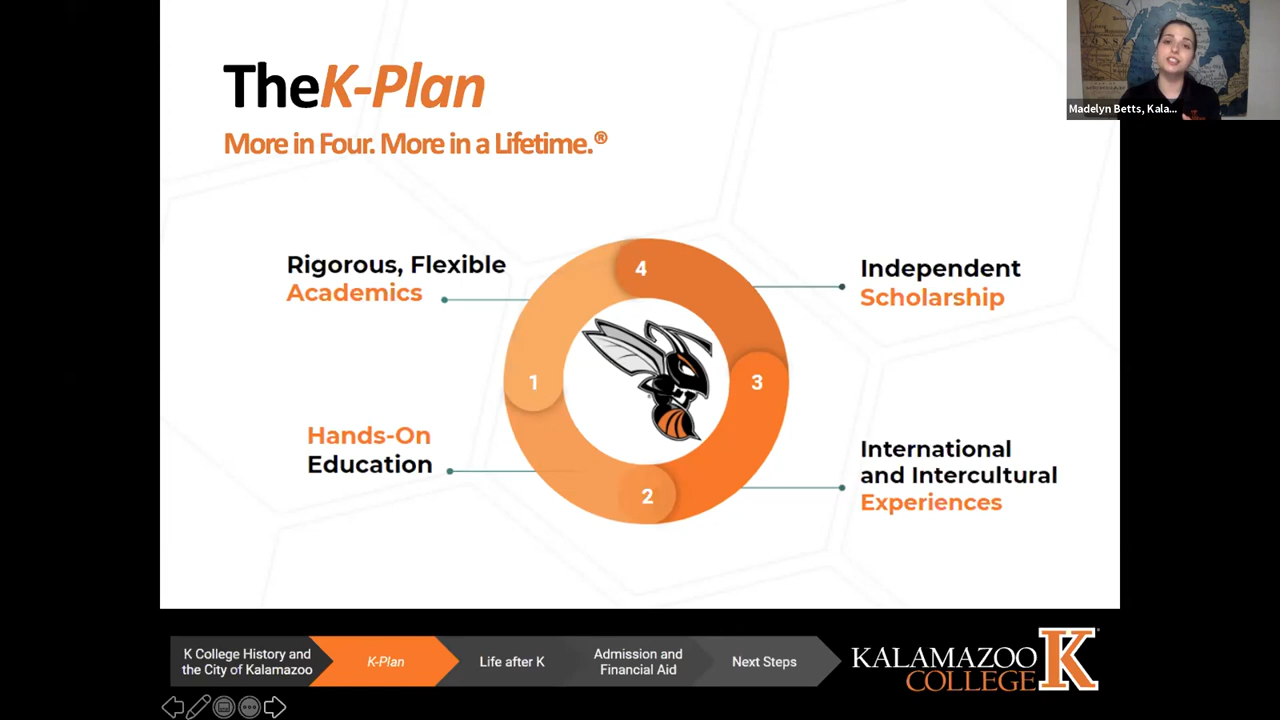 The K-Plan
More in Four. More in a Lifetime.®
Madelyn Betts, Kala...
Rigorous, Flexible
Academics
Hands-On
Education
4
1
3
2
Independent
Scholarship
International
and Intercultural
Experiences
K College History and
the City of Kalamazoo
K-Plan
Life after K
Admission and
Financial Aid
Next Steps
KALAMAZOO
COLLEGE
K